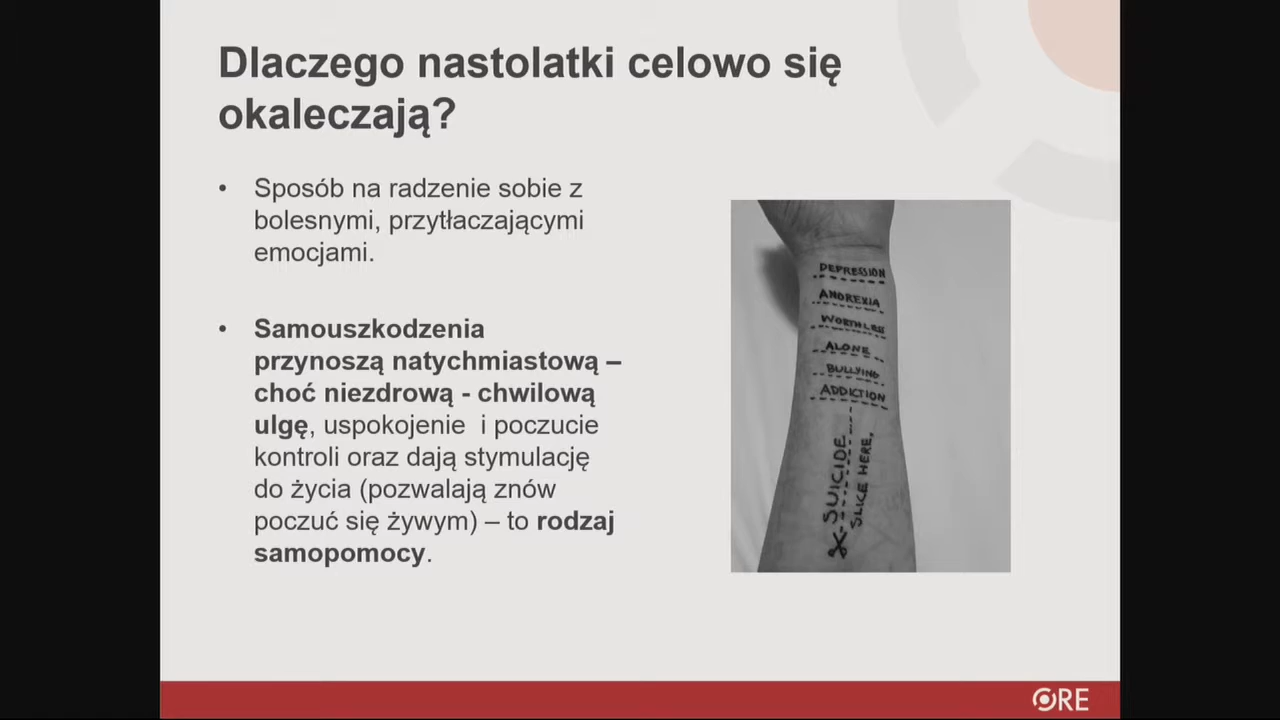 Dlaczego nastolatki celowo się
okaleczają?
• Sposób na radzenie sobie z
bolesnymi, przytłaczającymi
emocjami.
• Samouszkodzenia
przynoszą natychmiastową –
choć niezdrową - chwilową
ulgę, uspokojenie i poczucie
kontroli oraz dają stymulację
do życia (pozwalają znów
poczuć się żywym) – to rodzaj
samopomocy.
DEPRESSION
ANOREXIA
ALONE
BULLYING
ADDICTION
SUICIDE
SLICE HERE,
ORE